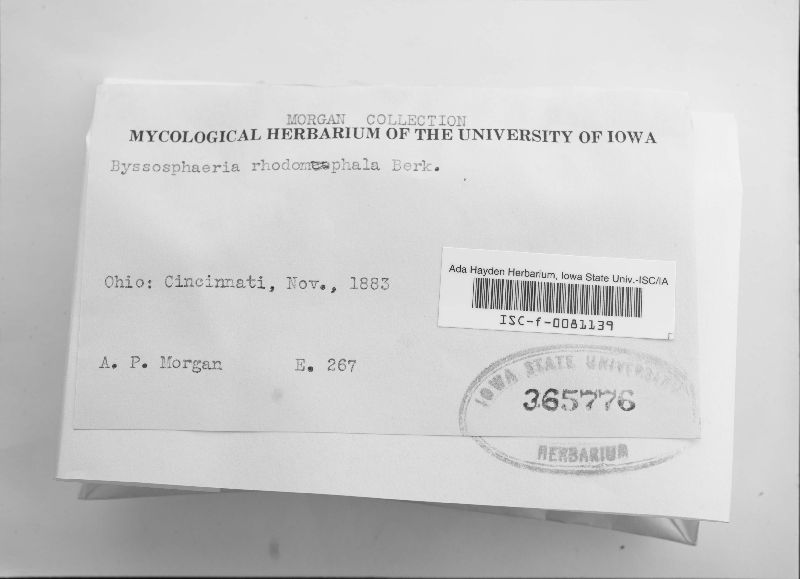 MORGAN COLLECTION
MYCOLOGICAL HERBARIUM OF THE UNIVERSITY OF IOWA
Byssosphaeria rhodomephala Berk.
Ohio: Cincinnati, Nov., 1883
Ada Hayden Herbarium, Iowa State Univ.-ISC/IA
ISC-f-0081139
A. P. Morgan E. 267
IOWA STATE UNIVERSITY
365776
HERBARIUM